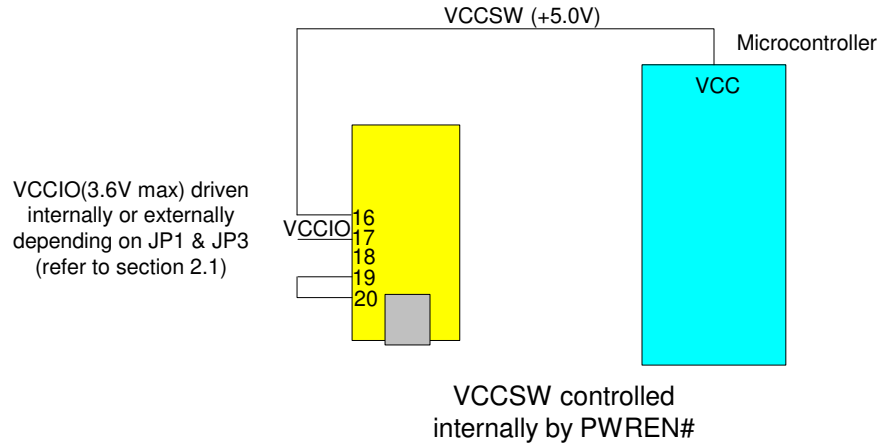 VCCSW (+5.0V)
Microcontroller
VCC
VCCIO(3.6V max) driven
internally or externally
depending on JP1 & JP3
(refer to section 2.1)
16
VCCIO
17
18
19
20
VCCSW controlled
internally by PWREN#